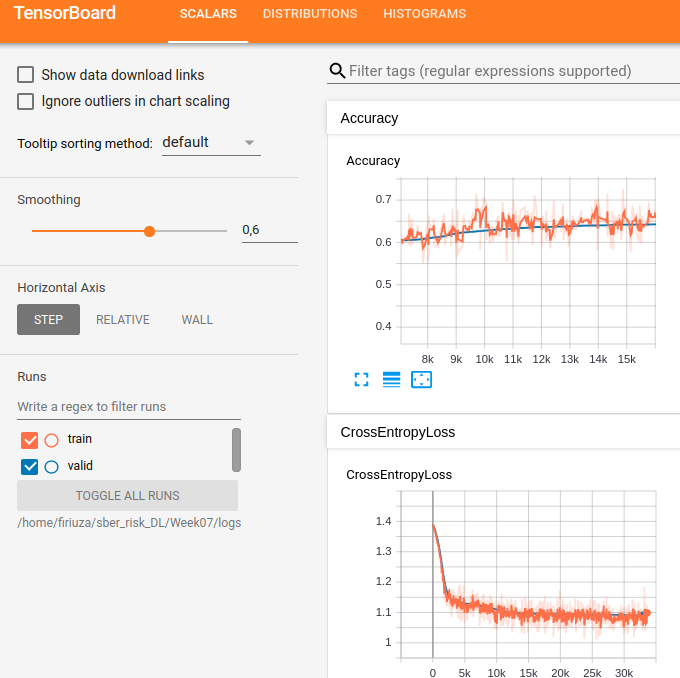 TensorBoard SCALARS DISTRIBUTIONS HISTOGRAMS
Show data download links
Ignore outliers in chart scaling
Tooltip sorting method: default
Smoothing
0,6
Horizontal Axis
STEP RELATIVE WALL
Runs
Write a regex to filter runs
train
valid
TOGGLE ALL RUNS
/home/firiuza/sber_risk_DL/Week07/logs
Filter tags (regular expressions supported)
Accuracy
Accuracy
0.7
0.6
0.5
0.4
8k 9k 10k 11k 12k 13k 14k 15k
CrossEntropyLoss
CrossEntropyLoss
1.4
1.3
1.2
1.1
1
0 5k 10k 15k 20k 25k 30k